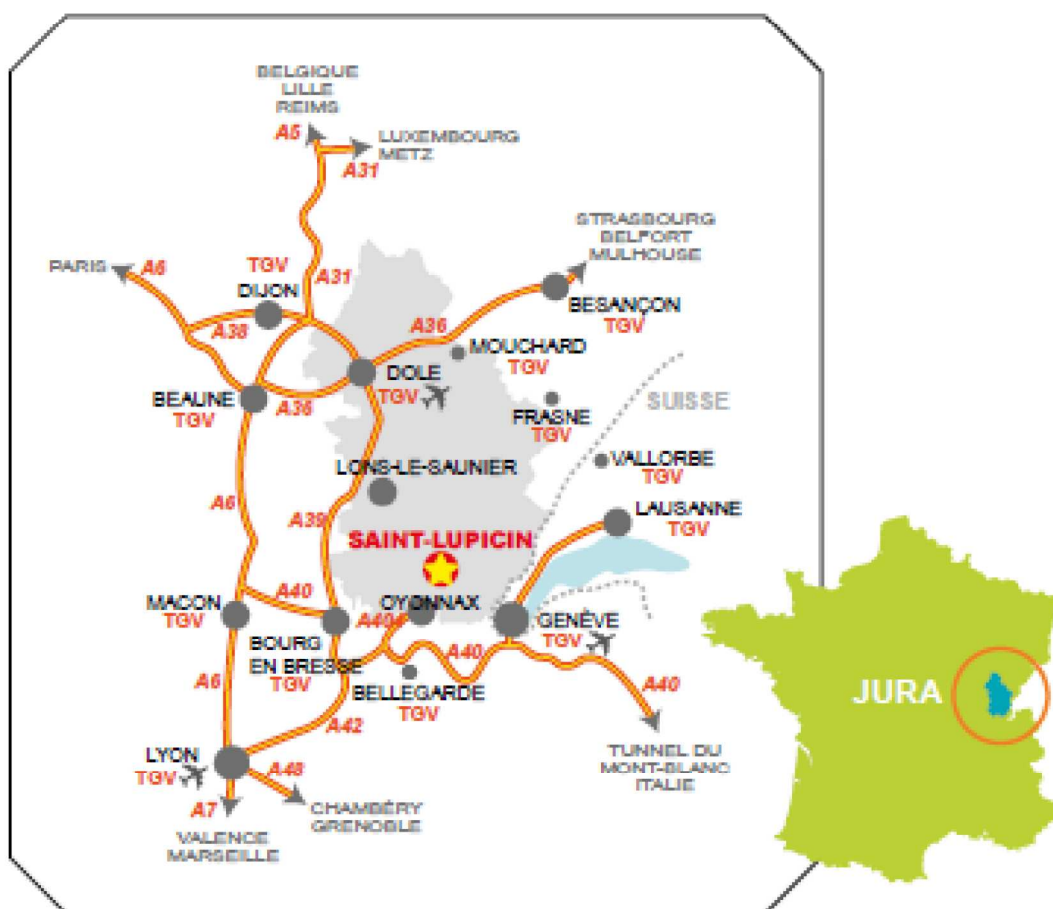 BELGIQUE
LILLE
REIMS
A5
LUXEMBOURG
METZ
A31
STRASBOURG
BELFORT
MULHOUSE
PARIS
A6
TGV
A31
DIJON
A38
BESANÇON
TGV
A36
MOUCHARD
TGV
DOLE
TGV
BEAUNE
TGV
A36
FRASNE
TGV
SUISSE
VALLORBE
TGV
LONS-LE-SAUNIER
LAUSANNE
TGV
A6
A39
SAINT-LUPICIN
A40
OYONNAX
MACON
TGV
BOURG
EN BRESSE
TGV
GENÈVE
TGV
A40
A6
BELLEGARDE
TGV
A40
JURA
A42
LYON
TGV
A48
TUNNEL DU
MONT-BLANC
ITALIE
A7
CHAMBÉRY
GRENOBLE
VALENCE
MARSEILLE